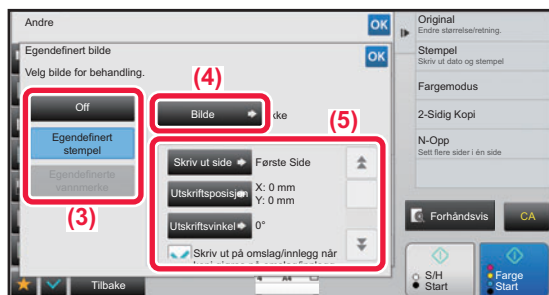 Andre
OK
Egendefinert bilde
OK
Velg bilde for behandling.
(4)
Off
Egendefinert
stempel
Egendefinerte
vannmerke
(3)
Bilde
kke
(5)
Skriv ut side
Første Side
Utskriftsposisjon
X: 0 mm
Y: 0 mm
Utskriftsvinkel
0°
Skriv ut på omslag/innlegg når
Tilbake
A4
Original
Endre størrelse/retning.
Stempel
Skriv ut dato og stempel
Fargemodus
2-Sidig Kopi
N-Opp
Sett flere sider i én side
Forhåndsvis
CA
S/H
Start
Farge
Start